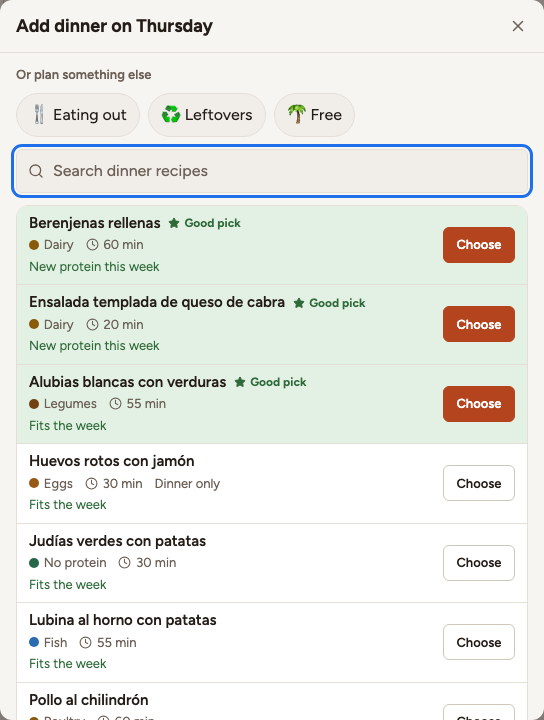 Add dinner on Thursday
Or plan something else
Eating out
Leftovers
Free
Search dinner recipes
Berenjenas rellenas Good pick
Dairy 60 min
New protein this week
Choose
Ensalada templada de queso de cabra Good pick
Dairy 20 min
New protein this week
Choose
Alubias blancas con verduras Good pick
Legumes 55 min
Fits the week
Choose
Huevos rotos con jamón
Eggs 30 min Dinner only
Fits the week
Choose
Judías verdes con patatas
No protein 30 min
Fits the week
Choose
Lubina al horno con patatas
Fish 55 min
Fits the week
Choose
Pollo al chilindrón
Poultry 60 min
Choose